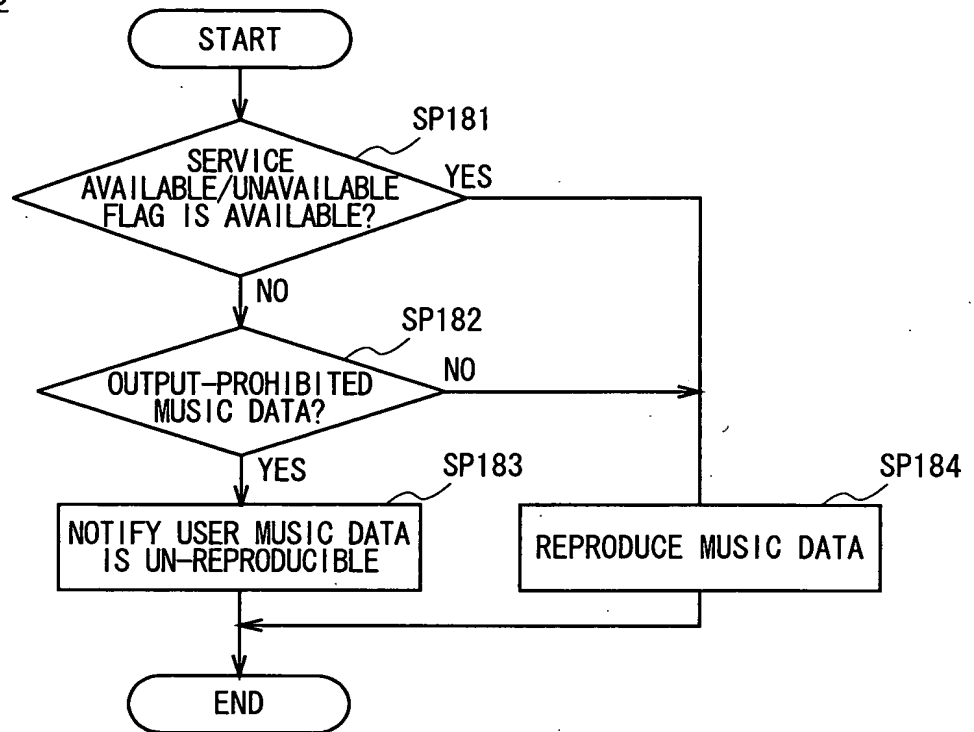 START
SP181
SERVICE
AVAILABLE/UNAVAILABLE
FLAG IS AVAILABLE?
YES
NO
SP182
OUTPUT-PROHIBITED
MUSIC DATA?
NO
YES
SP183
NOTIFY USER MUSIC DATA
IS UN-REPRODUCIBLE
SP184
REPRODUCE MUSIC DATA
END